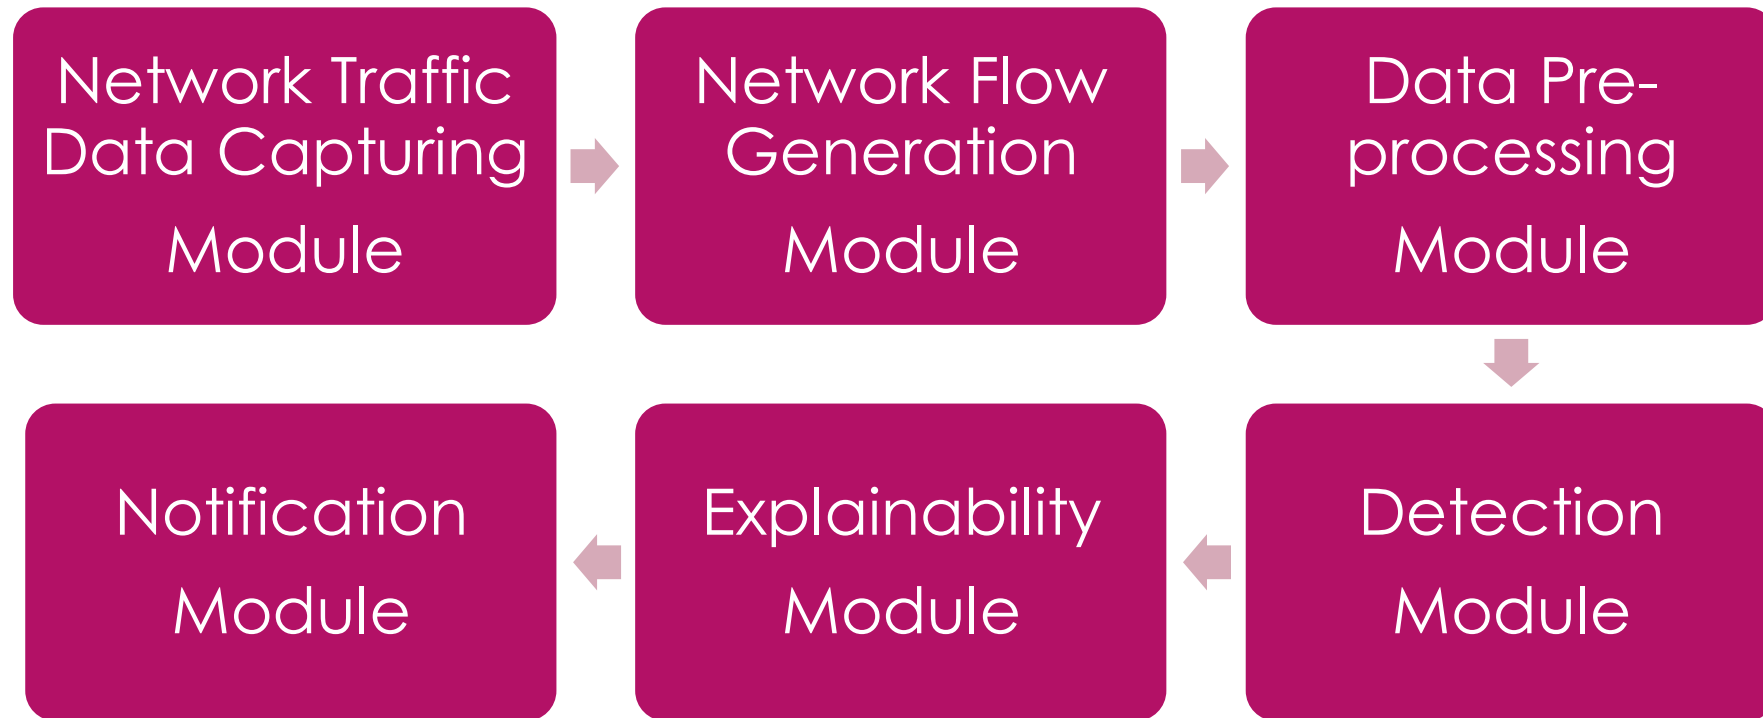 Network Traffic
Data Capturing
Module
Network Flow
Generation
Module
Data Pre-
processing
Module
Detection
Module
Explainability
Module
Notification
Module